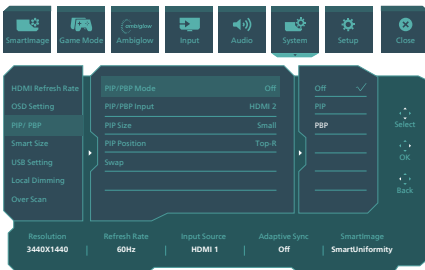 ambiglow
SmartImage Game Mode Ambiglow Input Audio System Setup Close
HDMI Refresh Rate
OSD Setting
PIP/ PBP
Smart Size
USB Setting
Local Dimming
Over Scan
PIP/PBP Mode Off
PIP/PBP Input HDMI 2
PIP Size Small
PIP Position Top-R
Swap
Off
PIP
PBP
Select
OK
Back
Resolution Refresh Rate Input Source Adaptive Sync SmartImage
3440X1440 60Hz HDMI 1 Off SmartUniformity